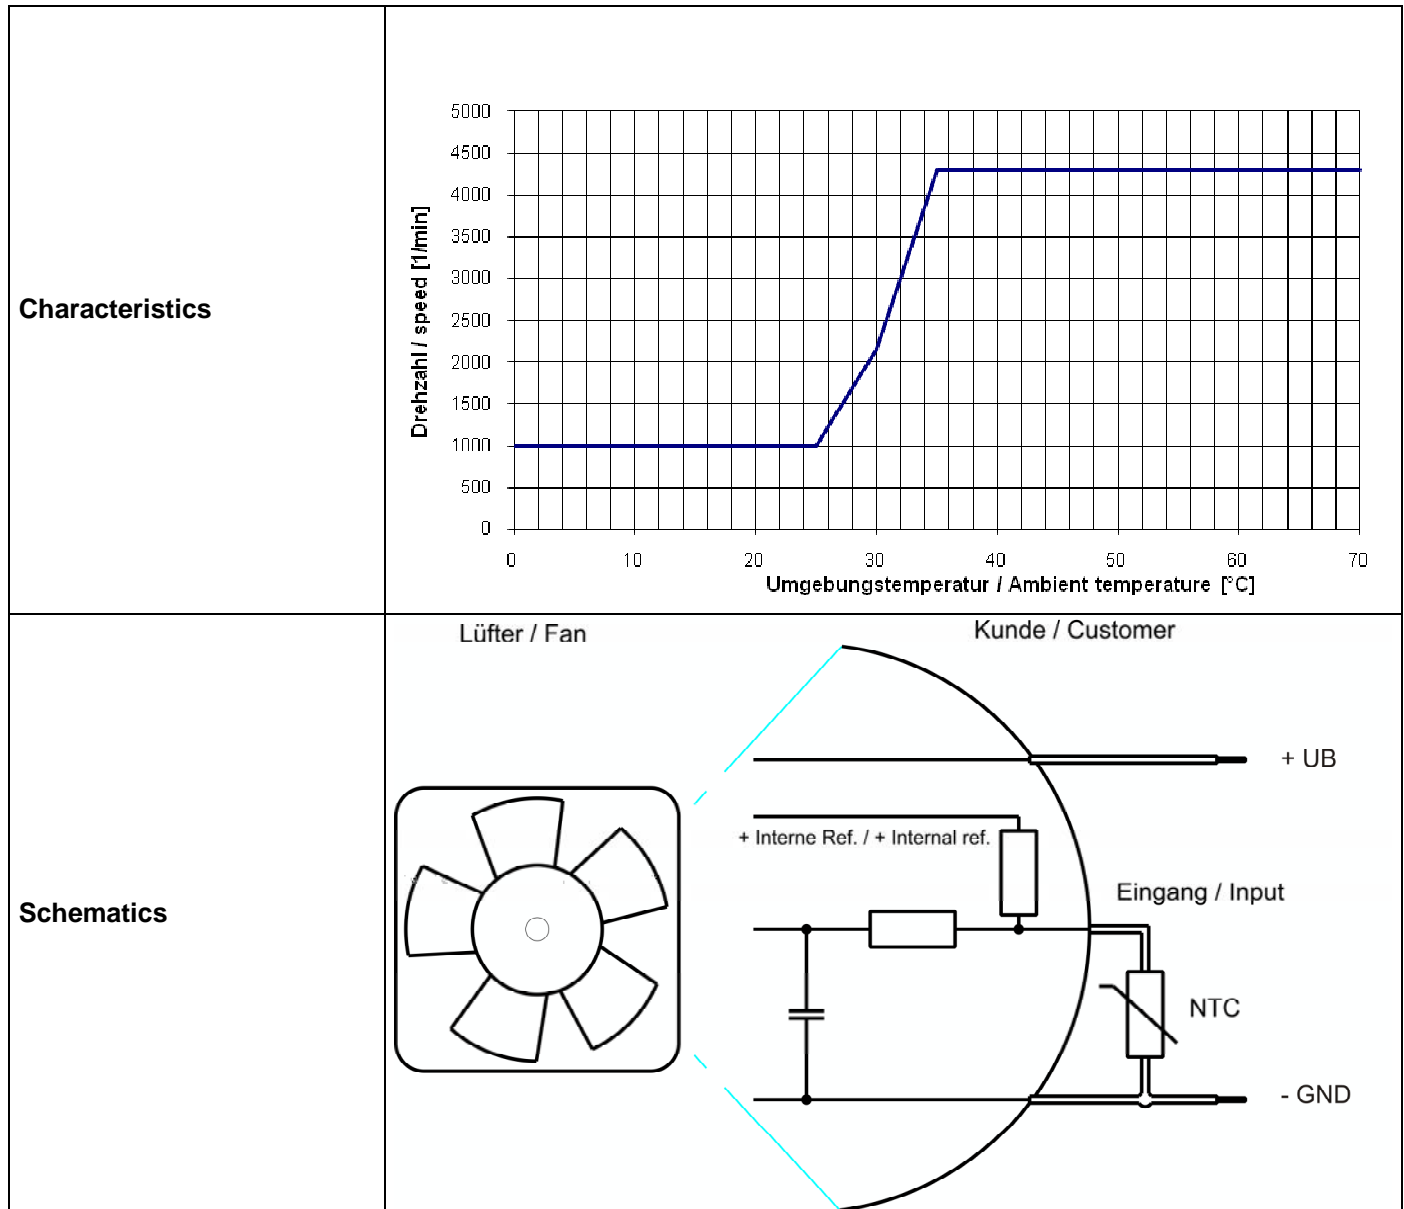 Characteristics
5000
4500
4000
3500
3000
2500
2000
1500
1000
500
0
Drehzahl / speed [1/min]
0 10 20 30 40 50 60 70
Umgebungstemperatur / Ambient temperature [°C]
Schematics
Lüfter / Fan
Kunde / Customer
+ UB
+ Interne Ref. / + Internal ref.
Eingang / Input
NTC
- GND